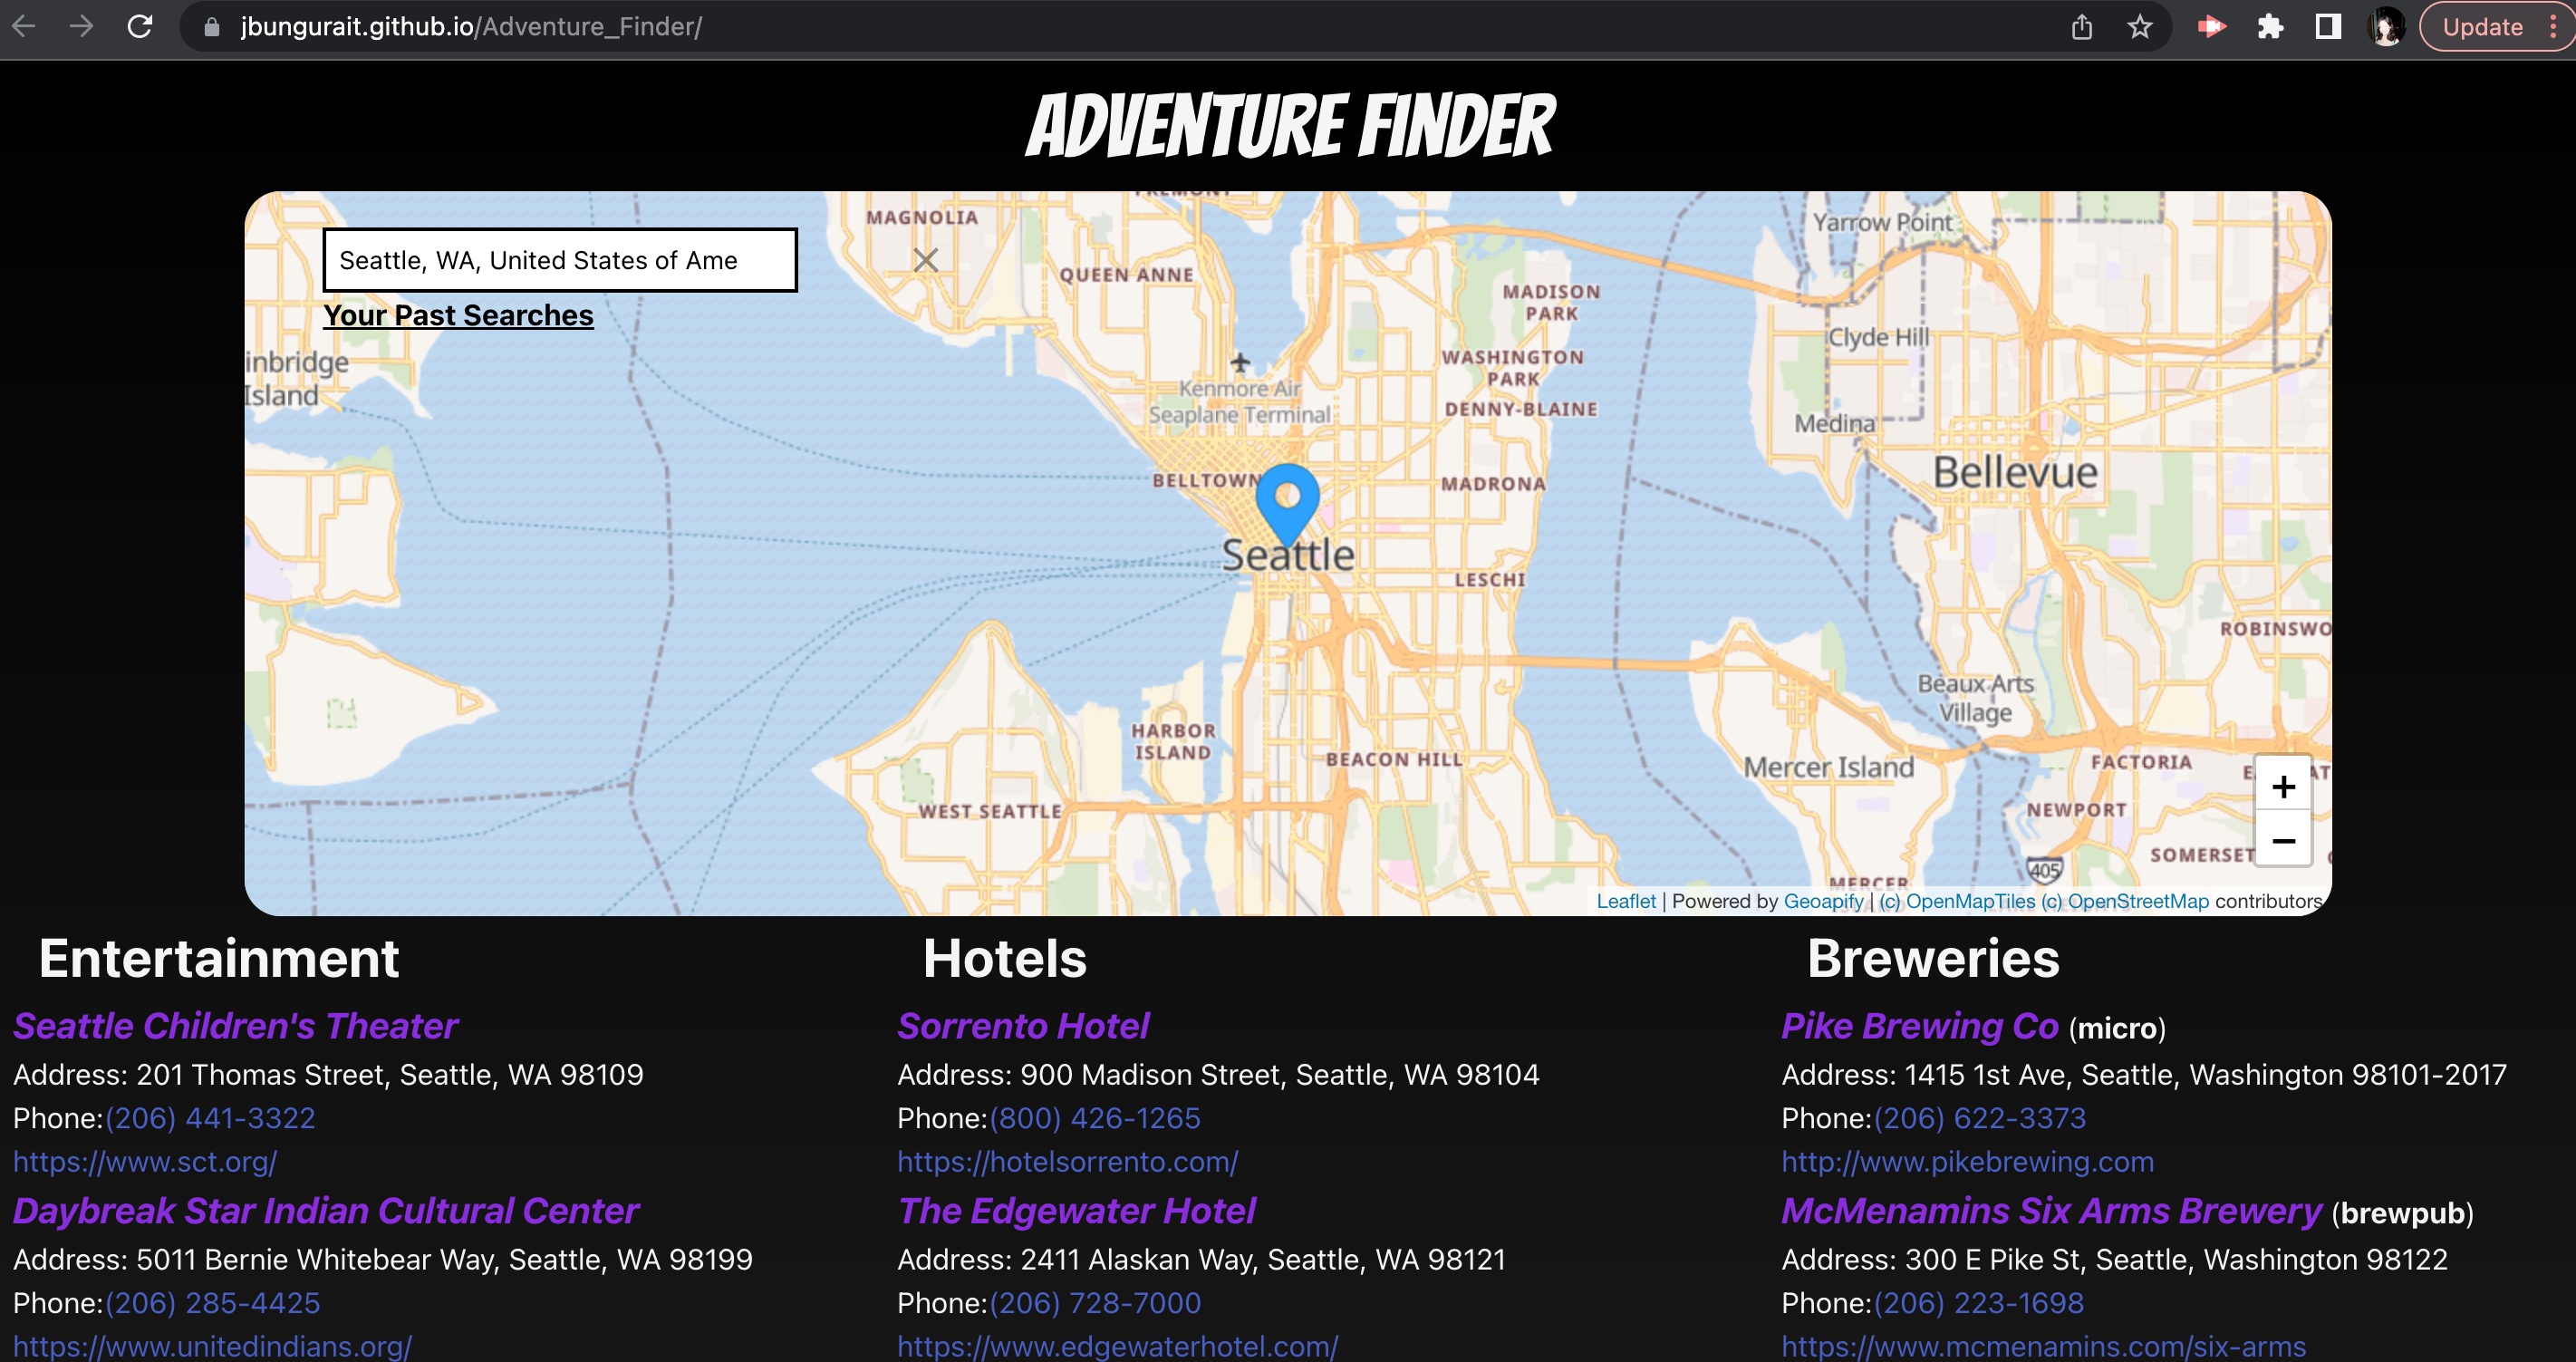 jbungurait.github.io/Adventure_Finder/
Update
ADVENTURE FINDER
Seattle, WA, United States of Ame
Your Past Searches
MAGNOLIA
QUEEN ANNE
Yarrow Point
MADISON
PARK
Clyde Hill
inbridge
Island
WASHINGTON
PARK
Kenmore Air
Seaplane Terminal
DENNY-BLAINE
Medina
BELLTOWN
MADRONA
Bellevue
Seattle
LESCHI
ROBINSWO
Beaux Arts
Village
HARBOR
ISLAND
BEACON HILL
Mercer Island
FACTORIA
WEST SEATTLE
NEWPORT
+
−
SOMERSET
405
MERCER
Leaflet | Powered by Geoapify | (c) OpenMapTiles (c) OpenStreetMap contributors
Entertainment
Seattle Children's Theater
Address: 201 Thomas Street, Seattle, WA 98109
Phone:(206) 441-3322
https://www.sct.org/
Daybreak Star Indian Cultural Center
Address: 5011 Bernie Whitebear Way, Seattle, WA 98199
Phone:(206) 285-4425
https://www.unitedindians.org/
Hotels
Sorrento Hotel
Address: 900 Madison Street, Seattle, WA 98104
Phone:(800) 426-1265
https://hotelsorrento.com/
The Edgewater Hotel
Address: 2411 Alaskan Way, Seattle, WA 98121
Phone:(206) 728-7000
https://www.edgewaterhotel.com/
Breweries
Pike Brewing Co (micro)
Address: 1415 1st Ave, Seattle, Washington 98101-2017
Phone:(206) 622-3373
http://www.pikebrewing.com
McMenamins Six Arms Brewery (brewpub)
Address: 300 E Pike St, Seattle, Washington 98122
Phone:(206) 223-1698
https://www.mcmenamins.com/six-arms